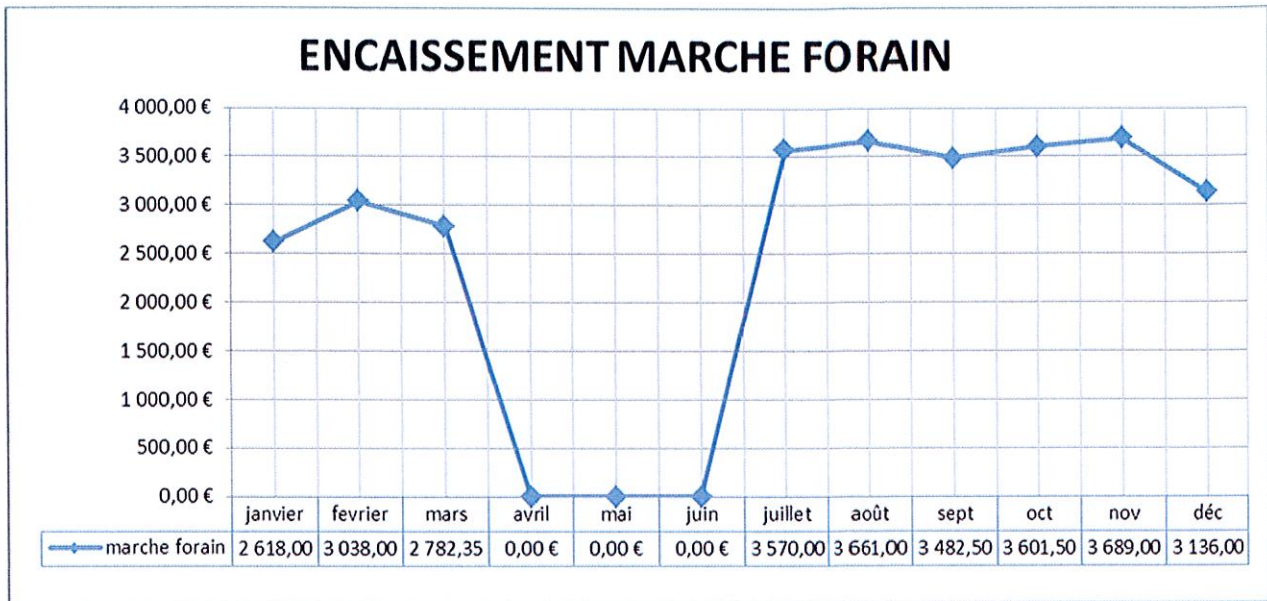 ENCAISSEMENT MARCHE FORAIN
4 000,00 €
3 500,00 €
3 000,00 €
2 500,00 €
2 000,00 €
1 500,00 €
1 000,00 €
500,00 €
0,00 €
janvier fevrier mars avril mai juin juillet août sept oct nov déc
marche forain 2 618,00 3 038,00 2 782,35 0,00 € 0,00 € 0,00 € 3 570,00 3 661,00 3 482,50 3 601,50 3 689,00 3 136,00